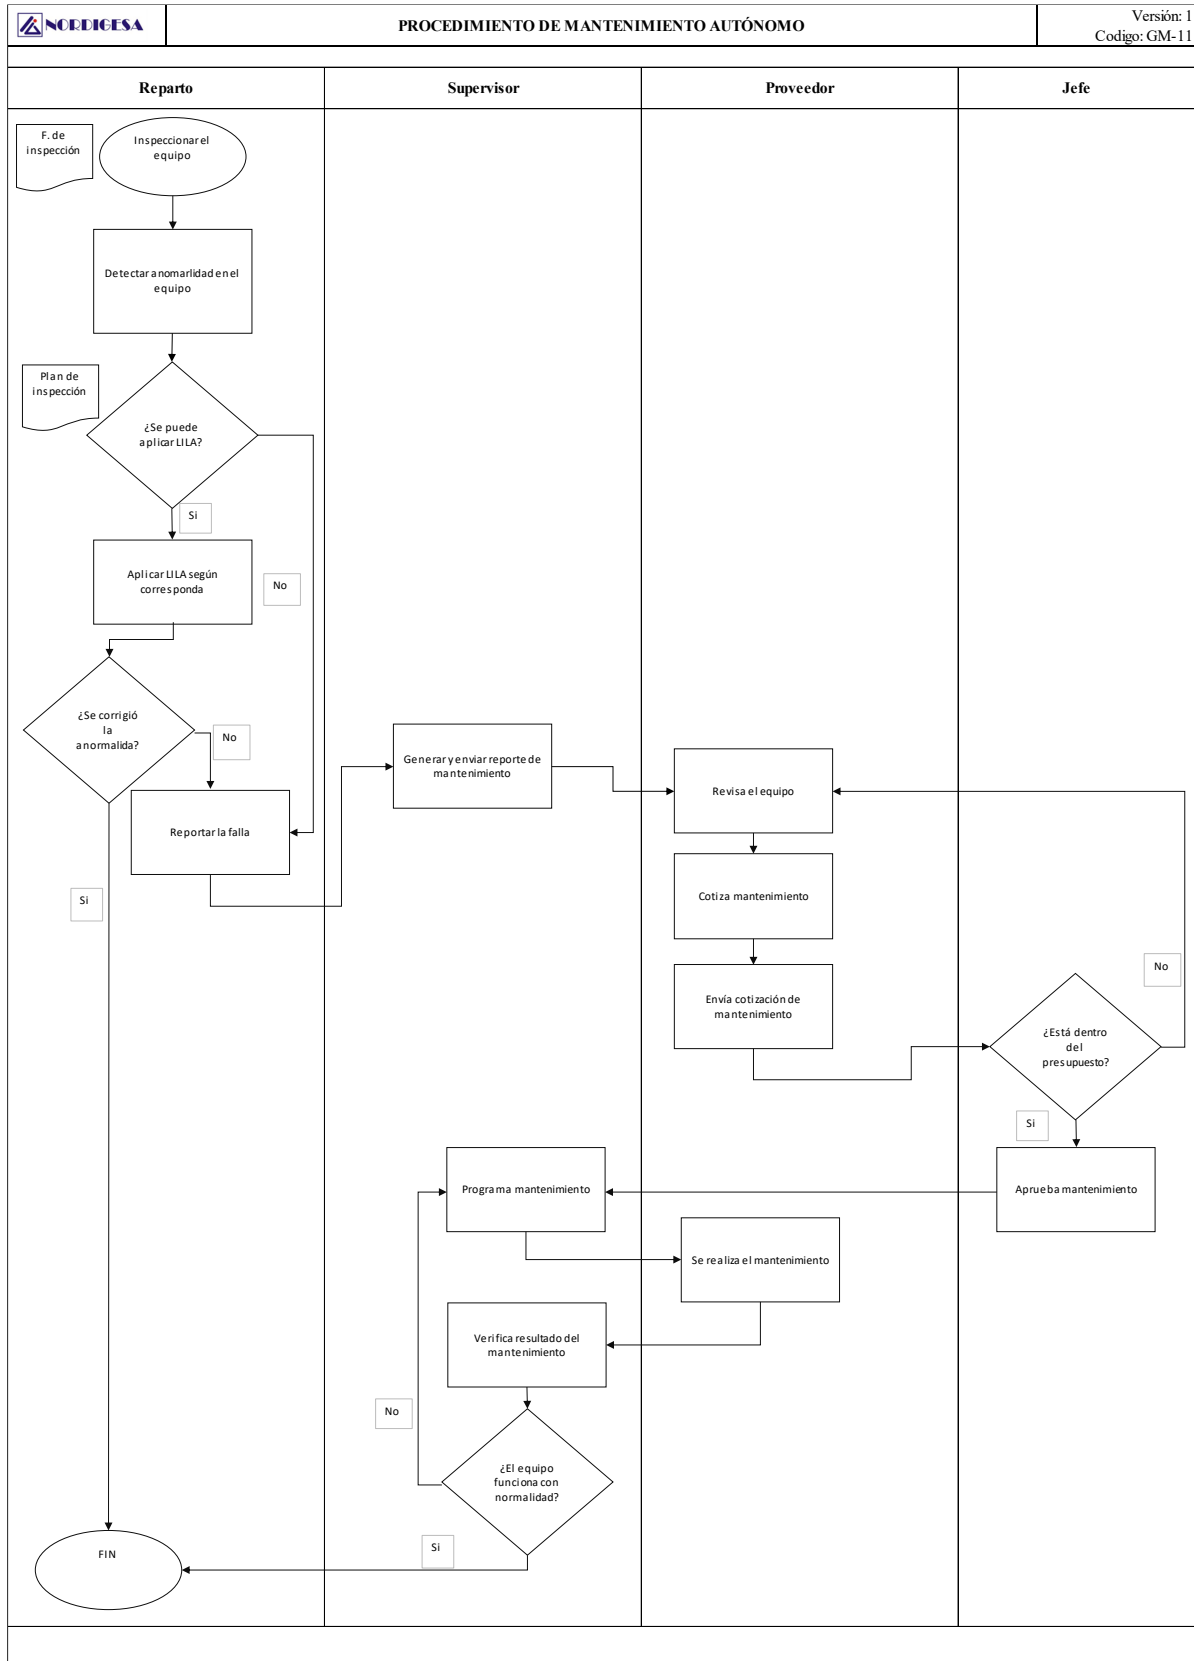 NORDIGESA
PROCEDIMIENTO DE MANTENIMIENTO AUTÓNOMO
Versión: 1
Codigo: GM-11
Reparto
Supervisor
Proveedor
Jefe
F. de
inspección
Inspeccionar el
equipo
Detectar anomarlidad en el
equipo
Plan de
inspección
¿Se puede
aplicar LILA?
Si
Aplicar LILA según
corresponda
No
¿Se corrigió
la
anormalida?
No
Reportar la falla
Si
Generar y enviar reporte de
mantenimiento
Revisa el equipo
Cotiza mantenimiento
Envía cotización de
mantenimiento
No
¿Está dentro
del
presupuesto?
Si
Aprueba mantenimiento
Programa mantenimiento
Se realiza el mantenimiento
Verifica resultado del
mantenimiento
No
¿El equipo
funciona con
normalidad?
Si
FIN